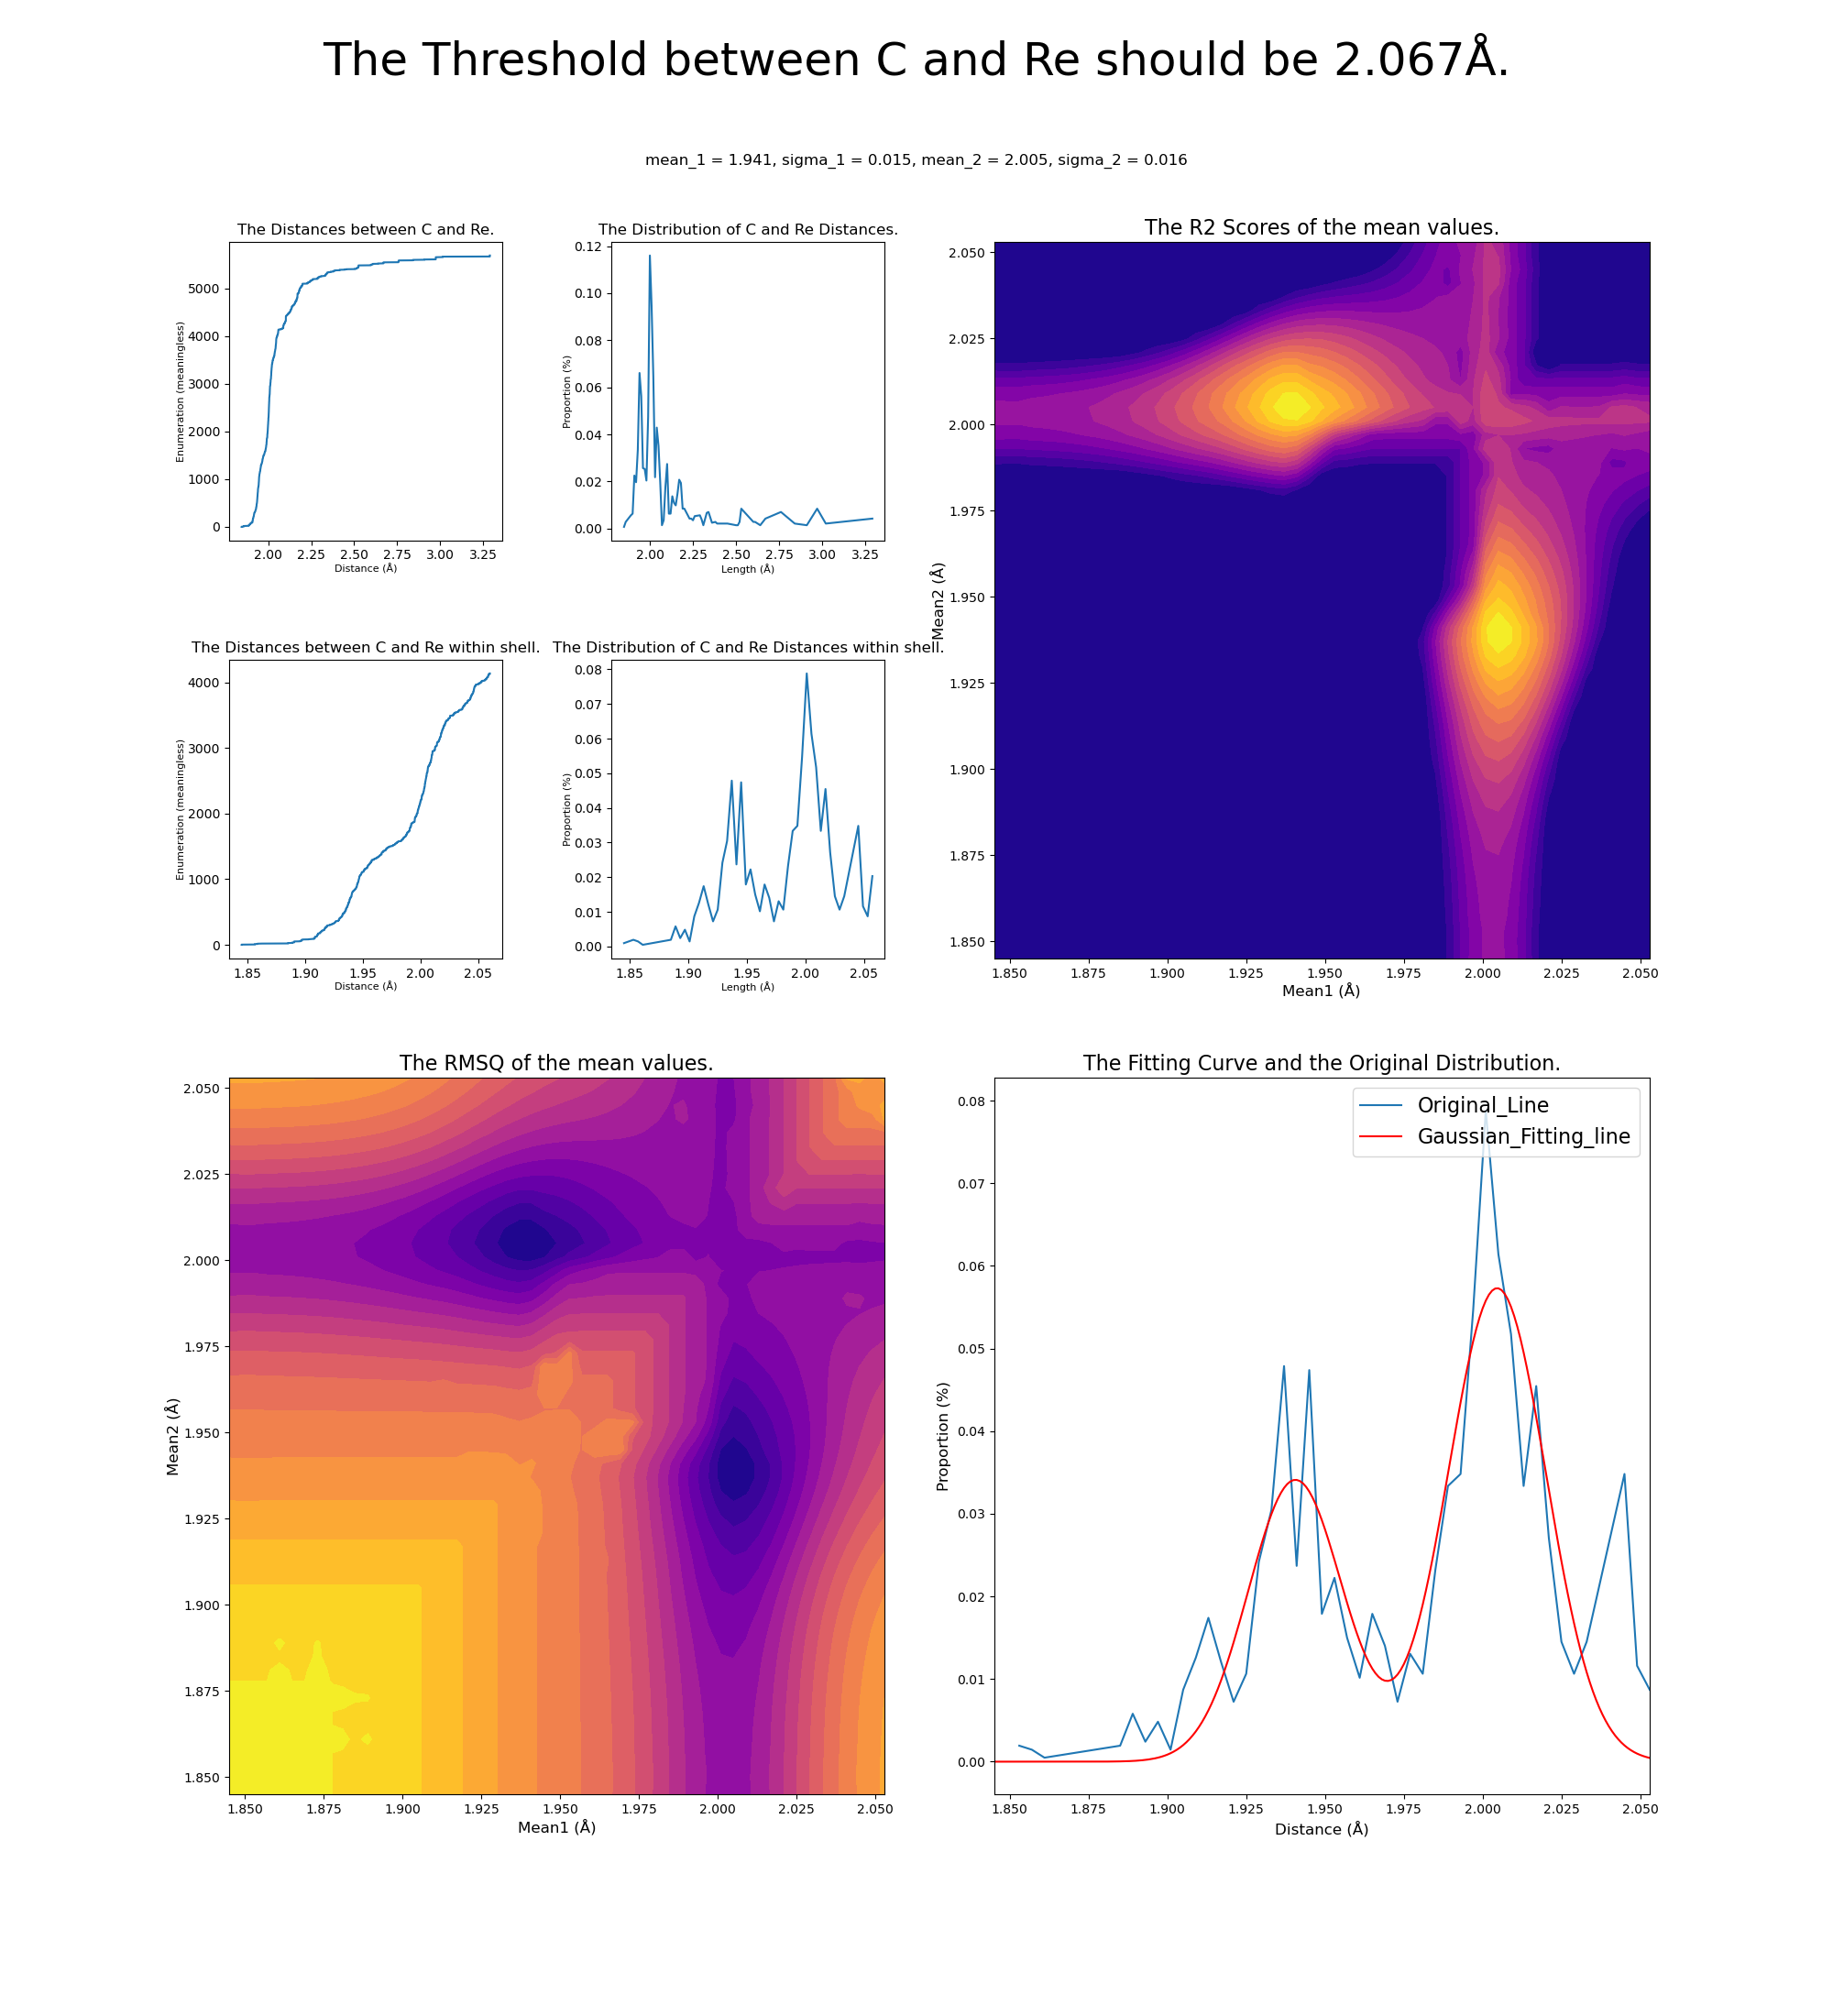 The Threshold between C and Re should be 2.067Å.
mean_1 = 1.941, sigma_1 = 0.015, mean_2 = 2.005, sigma_2 = 0.016
The Distances between C and Re.
Enumeration (meaningless)
5000
4000
3000
2000
1000
0
2.00 2.25 2.50 2.75 3.00 3.25
Distance (Å)
The Distribution of C and Re Distances.
Proportion (%)
0.12
0.10
0.08
0.06
0.04
0.02
0.00
2.00 2.25 2.50 2.75 3.00 3.25
Length (Å)
The R2 Scores of the mean values.
Mean2 (Å)
2.050
2.025
2.000
1.975
1.950
1.925
1.900
1.875
1.850
1.850 1.875 1.900 1.925 1.950 1.975 2.000 2.025 2.050
Mean1 (Å)
The Distances between C and Re within shell.
Enumeration (meaningless)
4000
3000
2000
1000
0
1.85 1.90 1.95 2.00 2.05
Distance (Å)
The Distribution of C and Re Distances within shell.
Proportion (%)
0.08
0.07
0.06
0.05
0.04
0.03
0.02
0.01
0.00
1.85 1.90 1.95 2.00 2.05
Length (Å)
The RMSQ of the mean values.
Mean2 (Å)
2.050
2.025
2.000
1.975
1.950
1.925
1.900
1.875
1.850
1.850 1.875 1.900 1.925 1.950 1.975 2.000 2.025 2.050
Mean1 (Å)
The Fitting Curve and the Original Distribution.
Original_Line
Gaussian_Fitting_line
Proportion (%)
0.08
0.07
0.06
0.05
0.04
0.03
0.02
0.01
0.00
1.850 1.875 1.900 1.925 1.950 1.975 2.000 2.025 2.050
Distance (Å)